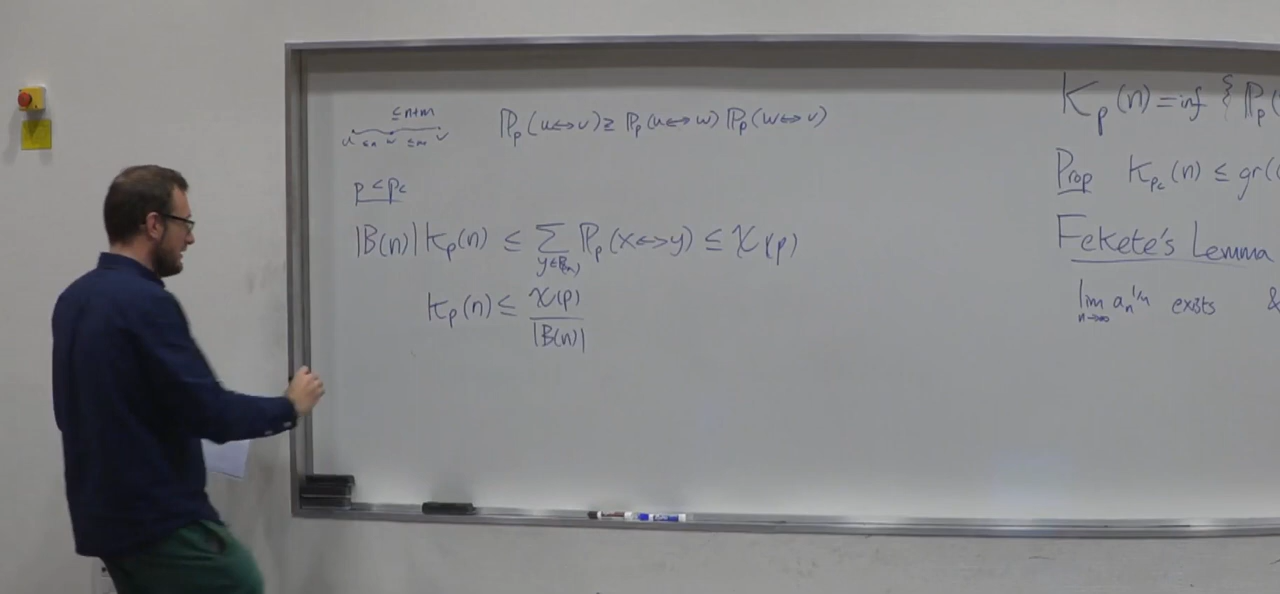 ≤n+m
u ≤n w ≤m v
ℙ_p(u↔v) ≥ ℙ_p(u↔w) ℙ_p(w↔v)
p < p_c
|B(n)| κ_p(n) ≤ ∑_{y∈B(n)} ℙ_p(x↔y) ≤ χ(p)
κ_p(n) ≤ χ(p) / |B(n)|
κ_p(n) = inf { ℙ_p(
Prop κ_{p_c}(n) ≤ gr(
Fekete's Lemma
lim_{n→∞} a_n^{1/n} exists &